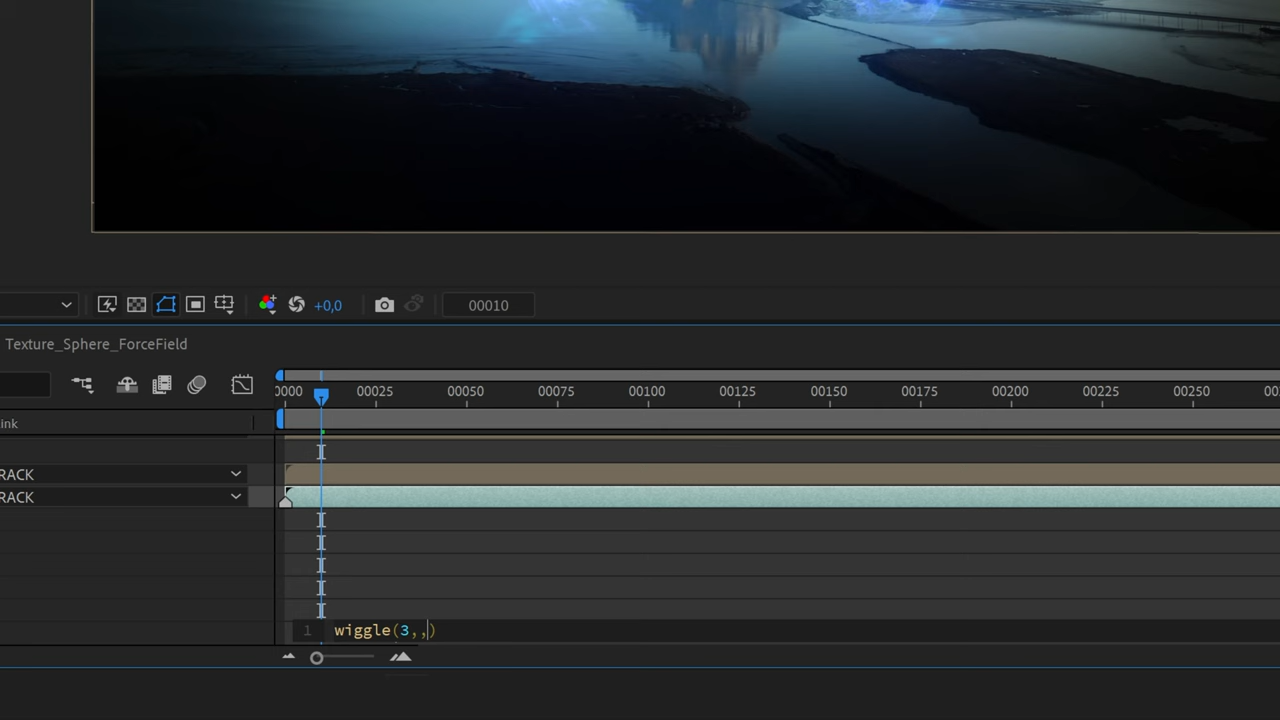 +0,0 00010
Texture_Sphere_ForceField
0000 00025 00050 00075 00100 00125 00150 00175 00200 00225 00250
ink
RACK
RACK
1 wiggle(3,,)